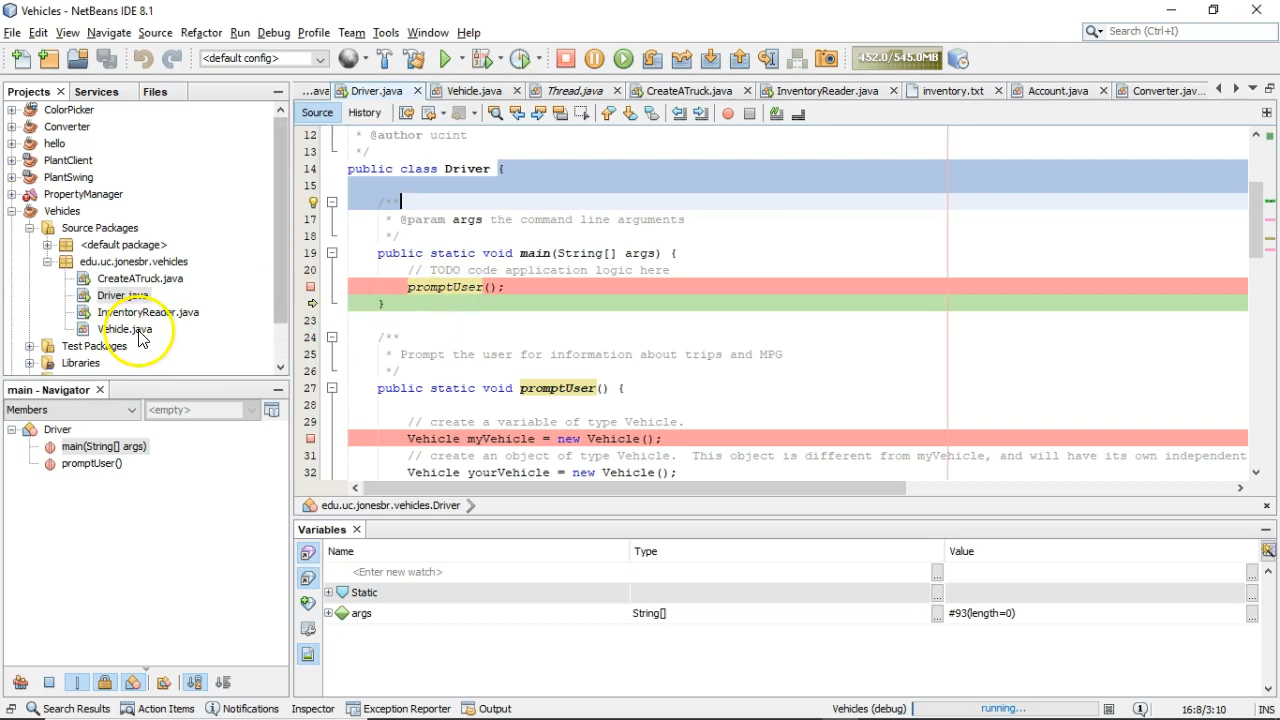 Vehicles - NetBeans IDE 8.1
File Edit View Navigate Source Refactor Run Debug Profile Team Tools Window Help
Search (Ctrl+I)
<default config>
452.0/545.0MB
Projects Services Files
...ava Driver.java Vehicle.java Thread.java CreateATruck.java InventoryReader.java inventory.txt Account.java Converter.jav...
Source History
ColorPicker
Converter
hello
PlantClient
PlantSwing
PropertyManager
Vehicles
Source Packages
<default package>
edu.uc.jonesbr.vehicles
CreateATruck.java
Driver.java
InventoryReader.java
Vehicle.java
Test Packages
Libraries
12 * @author ucint
13 */
14 public class Driver {
15
/**
17 * @param args the command line arguments
18 */
19 public static void main(String[] args) {
20 // TODO code application logic here
promptUser();
}
23
24 /**
25 * Prompt the user for information about trips and MPG
26 */
27 public static void promptUser() {
28
29 // create a variable of type Vehicle.
Vehicle myVehicle = new Vehicle();
31 // create an object of type Vehicle.  This object is different from myVehicle, and will have its own independent
32 Vehicle yourVehicle = new Vehicle();
main - Navigator
Members <empty>
Driver
main(String[] args)
promptUser()
edu.uc.jonesbr.vehicles.Driver
Variables
Name Type Value
<Enter new watch>
Static
args String[] #93(length=0)
Search Results Action Items Notifications Inspector Exception Reporter Output Vehicles (debug) running... 16:8/3:10 INS